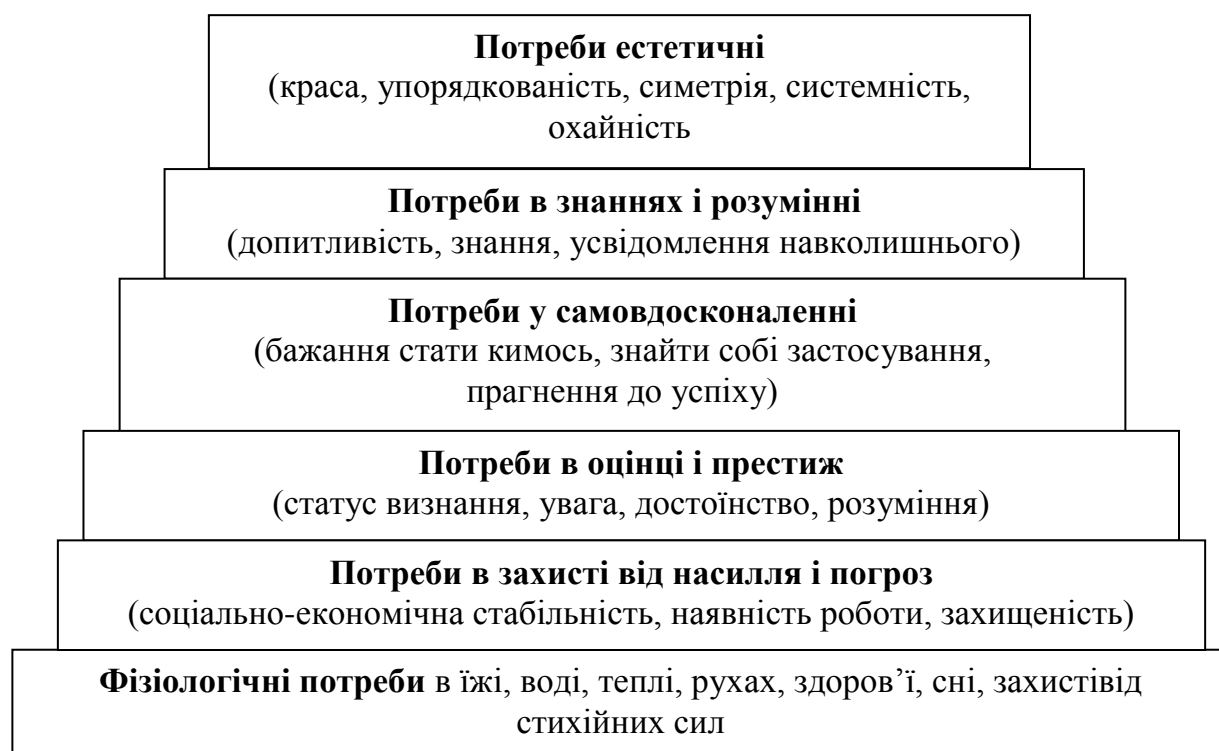 Потреби естетичні
(краса, упорядкованість, симетрія, системність,
охайність
Потреби в знаннях і розумінні
(допитливість, знання, усвідомлення навколишнього)
Потреби у самовдосконаленні
(бажання стати кимось, знайти собі застосування,
прагнення до успіху)
Потреби в оцінці і престиж
(статус визнання, увага, достоїнство, розуміння)
Потреби в захисті від насилля і погроз
(соціально-економічна стабільність, наявність роботи, захищеність)
Фізіологічні потреби в їжі, воді, теплі, рухах, здоров’ї, сні, захистівід
стихійних сил